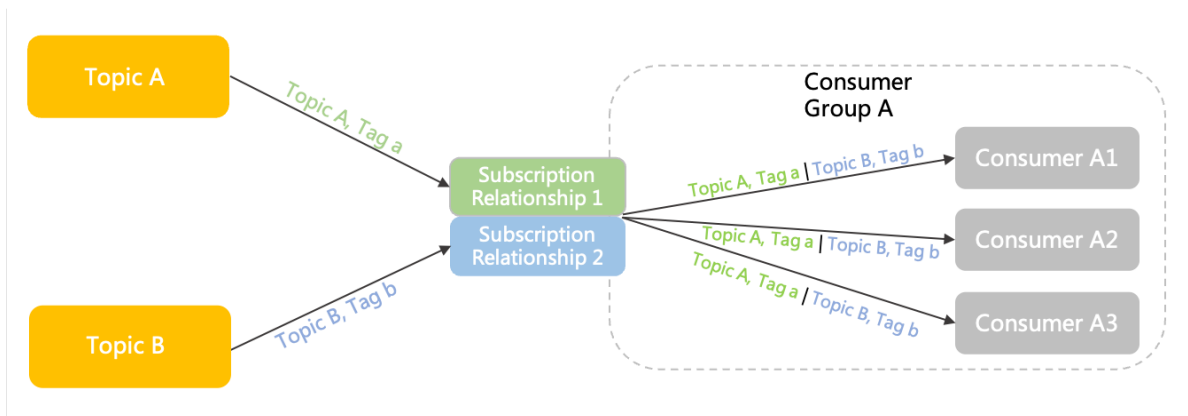 Topic A
Topic A, Tag a
Subscription
Relationship 1
Subscription
Relationship 2
Topic B, Tag b
Topic B
Consumer
Group A
Topic A, Tag a | Topic B, Tag b
Consumer A1
Topic A, Tag a | Topic B, Tag b
Consumer A2
Topic A, Tag a | Topic B, Tag b
Consumer A3